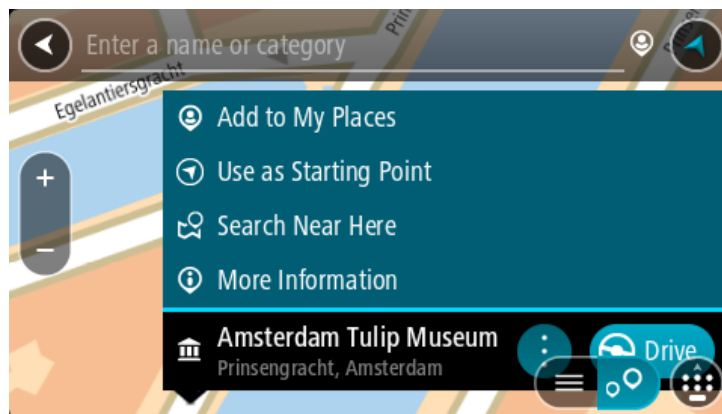 Enter a name or category
Egelantiersgracht
Add to My Places
Use as Starting Point
Search Near Here
More Information
Amsterdam Tulip Museum
Prinsengracht, Amsterdam
Drive